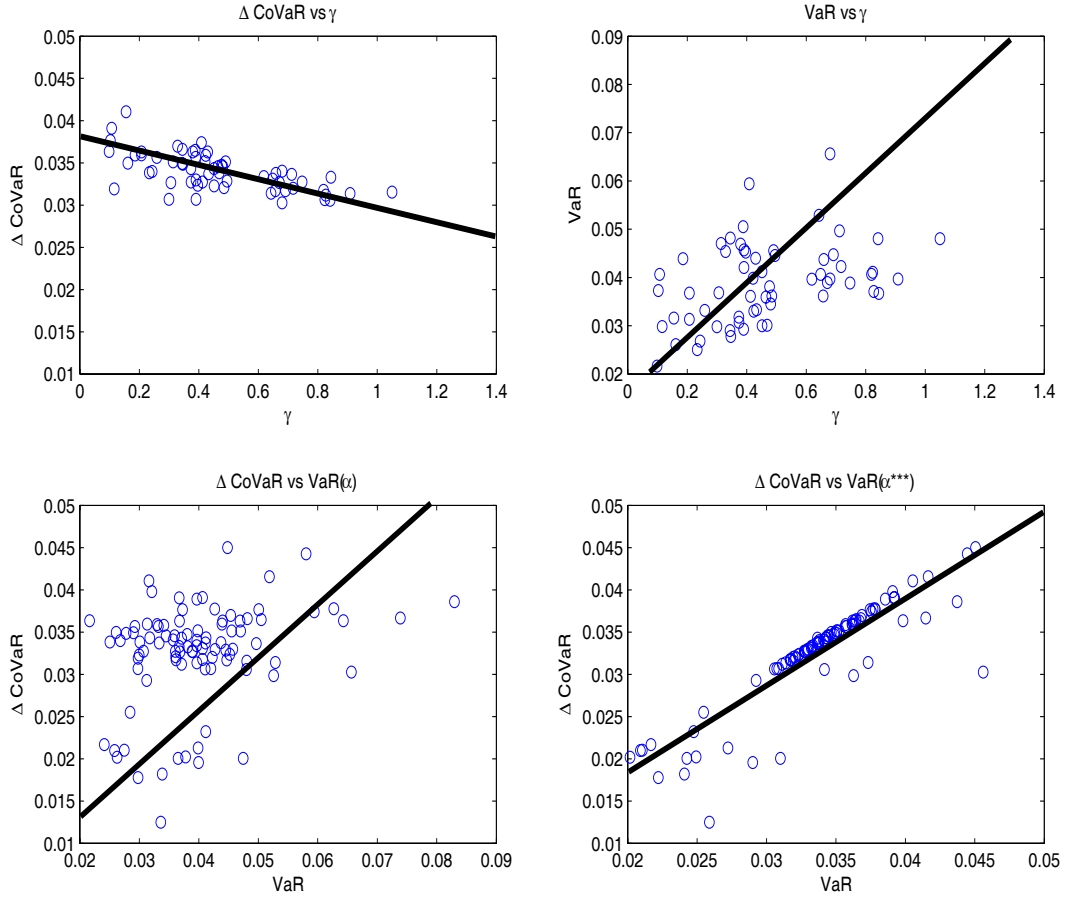 Δ CoVaR vs γ
0.05
0.045
0.04
0.035
0.03
0.025
0.02
0.015
0.01
Δ CoVaR
0 0.2 0.4 0.6 0.8 1 1.2 1.4
γ
VaR vs γ
0.09
0.08
0.07
0.06
0.05
0.04
0.03
0.02
VaR
0 0.2 0.4 0.6 0.8 1 1.2 1.4
γ
Δ CoVaR vs VaR(α)
0.05
0.045
0.04
0.035
0.03
0.025
0.02
0.015
0.01
Δ CoVaR
0.02 0.03 0.04 0.05 0.06 0.07 0.08 0.09
VaR
Δ CoVaR vs VaR(α***)
0.05
0.045
0.04
0.035
0.03
0.025
0.02
0.015
0.01
Δ CoVaR
0.02 0.025 0.03 0.035 0.04 0.045 0.05
VaR